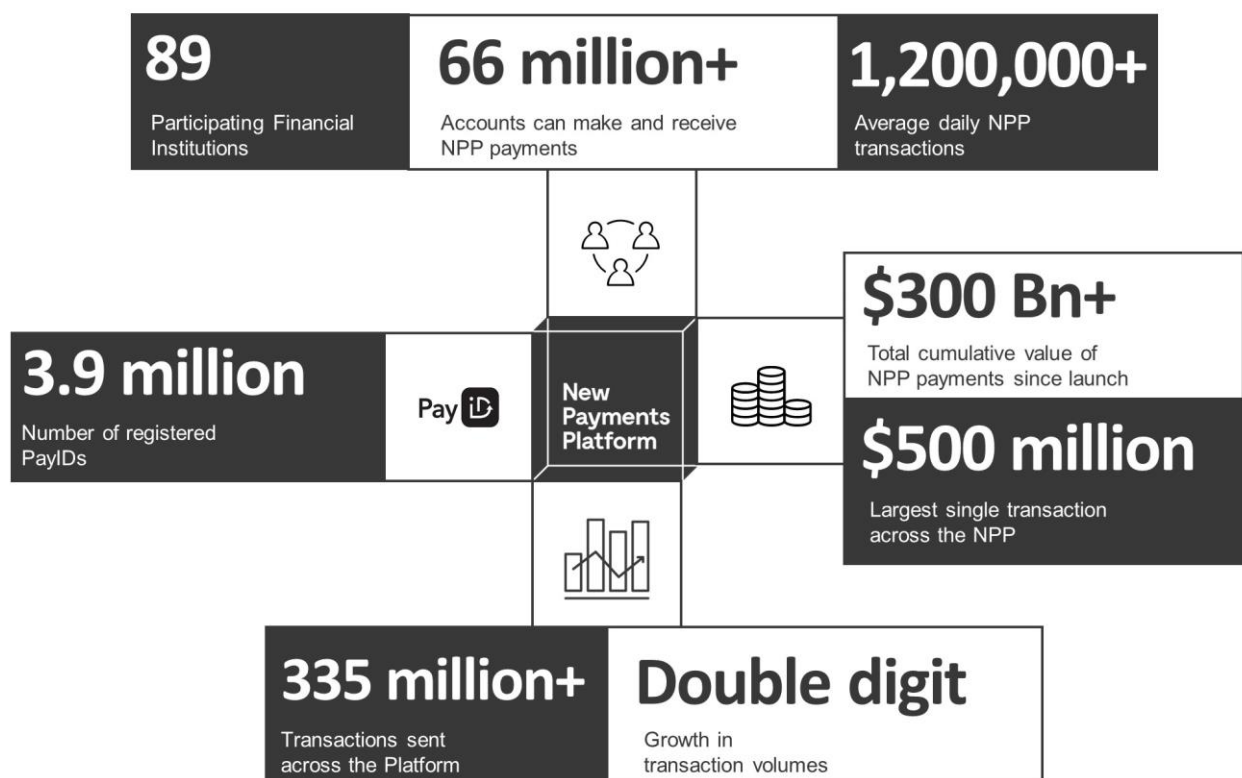 89
Participating Financial
Institutions
66 million+
Accounts can make and receive
NPP payments
1,200,000+
Average daily NPP
transactions
$300 Bn+
Total cumulative value of
NPP payments since launch
3.9 million
Number of registered
PayIDs
Pay iD
New
Payments
Platform
$500 million
Largest single transaction
across the NPP
335 million+
Transactions sent
across the Platform
Double digit
Growth in
transaction volumes